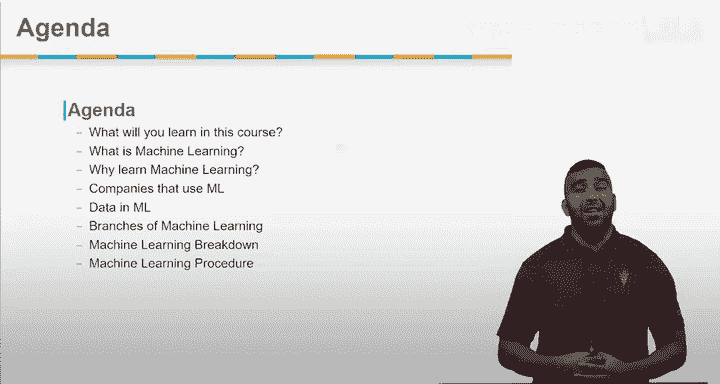 Agenda
Agenda
– What will you learn in this course?
– What is Machine Learning?
– Why learn Machine Learning?
– Companies that use ML
– Data in ML
– Branches of Machine Learning
– Machine Learning Breakdown
– Machine Learning Procedure